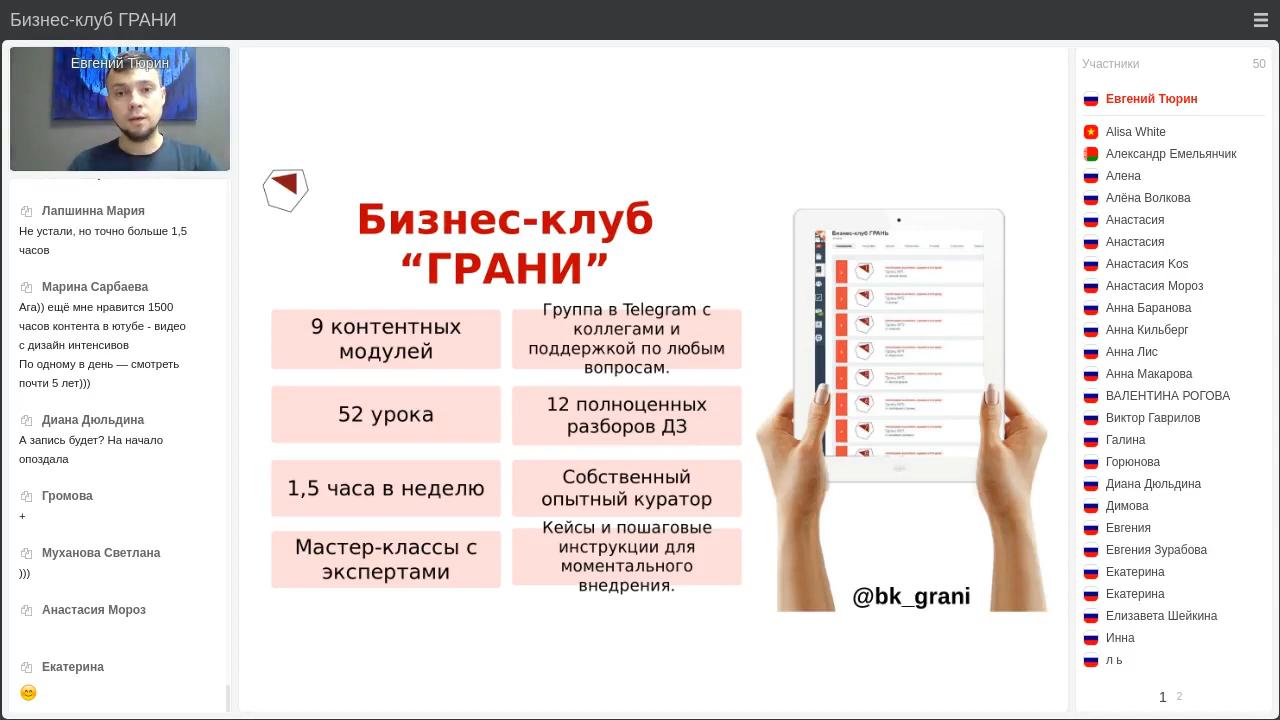 Бизнес-клуб ГРАНИ
Евгений Тюрин
Лапшинна Мария
Не устали, но точно больше 1,5
часов
Марина Сарбаева
ага)) ещё мне нравится 1500
часов контента в ютубе - видео
с дизайн интенсивов
По одному в день — смотреть
почти 5 лет)))
Диана Дюльдина
А запись будет? На начало
опоздала
Громова
+
Муханова Светлана
)))
Анастасия Мороз
Екатерина
Бизнес-клуб
“ГРАНИ”
9 контентных
модулей
Группа в Telegram с
коллегами и
поддержкой по любым
вопросам.
52 урока
12 полноценных
разборов ДЗ
1,5 часа в неделю
Собственный
опытный куратор
Мастер-классы с
экспертами
Кейсы и пошаговые
инструкции для
моментального
внедрения.
Бизнес-клуб ГРАНЬ
@bk_grani
Участники 50
Евгений Тюрин
Alisa White
Александр Емельянчик
Алена
Алёна Волкова
Анастасия
Анастасия
Анастасия Kos
Анастасия Мороз
Анна Баранова
Анна Кильберг
Анна Лис
Анна Маслова
ВАЛЕНТИНА РОГОВА
Виктор Гаврилов
Галина
Горюнова
Диана Дюльдина
Димова
Евгения
Евгения Зурабова
Екатерина
Екатерина
Елизавета Шейкина
Инна
л ь
1 2